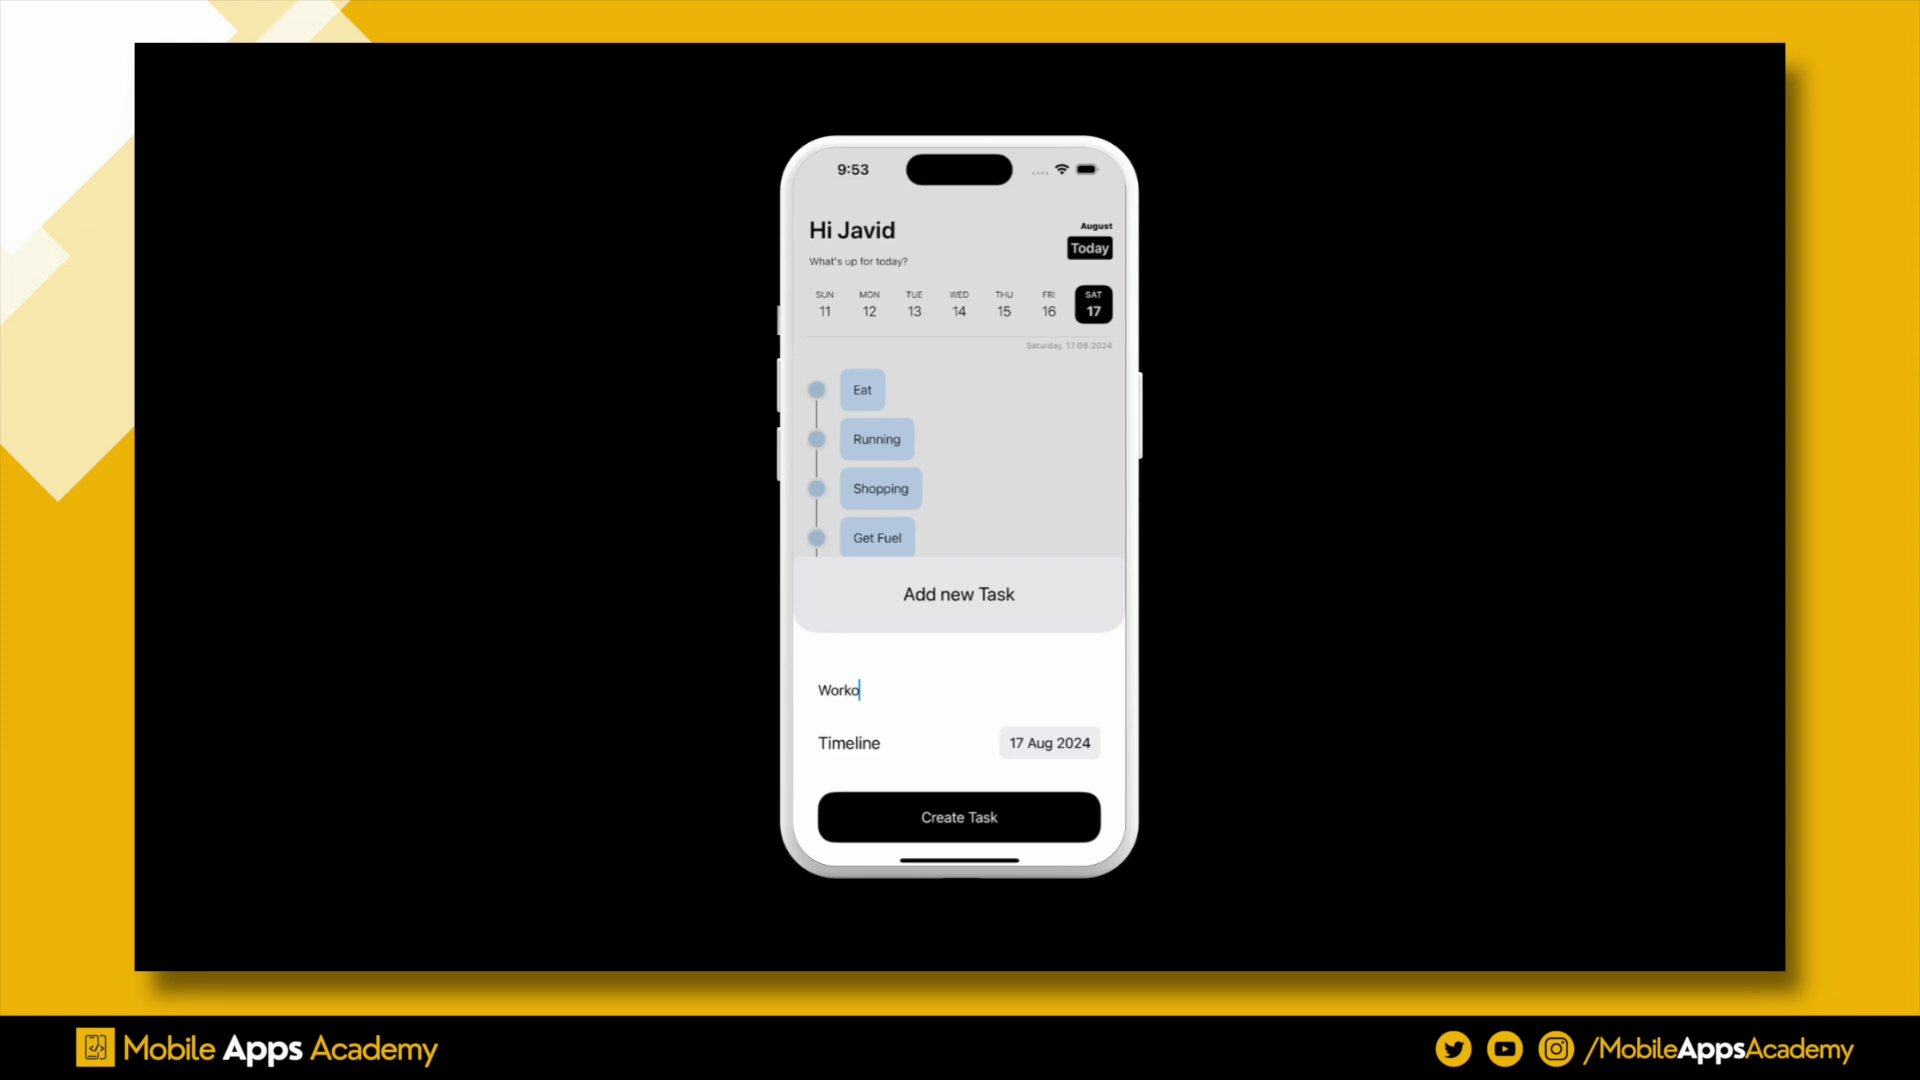 9:53
Hi Javid
August
Today
What's up for today?
SUN MON TUE WED THU FRI SAT
11 12 13 14 15 16 17
Saturday, 17.08.2024
Eat
Running
Shopping
Get Fuel
Add new Task
Worko
Timeline 17 Aug 2024
Create Task
Mobile Apps Academy
/MobileAppsAcademy